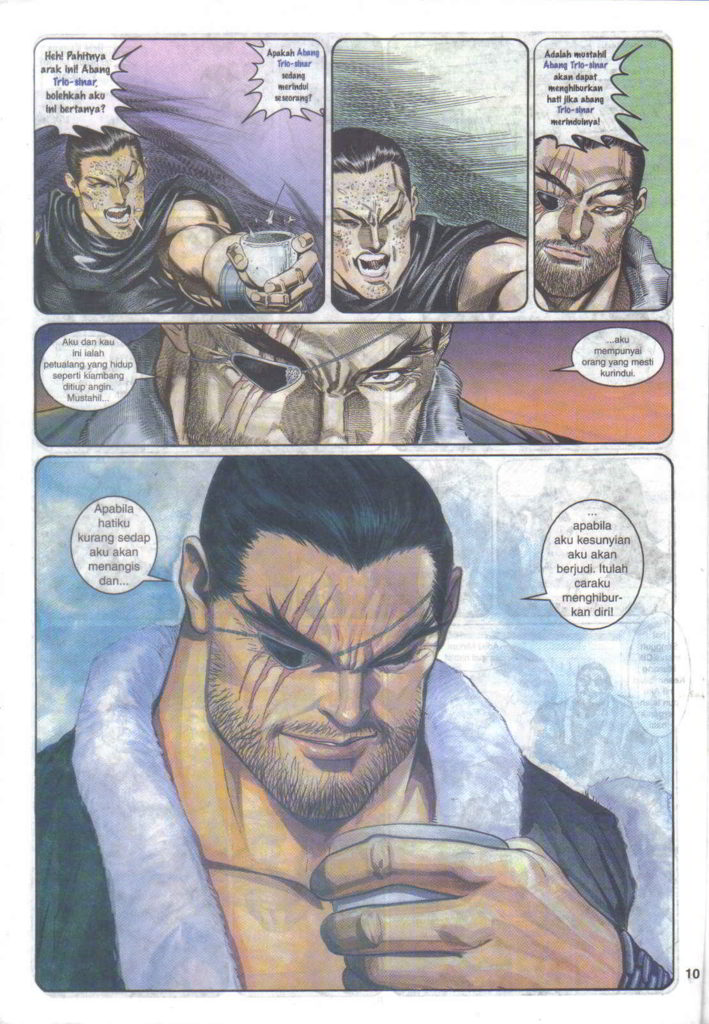 Heh! Pahitnya
arak ini! Abang
Trio-sinar,
bolehkah aku
ini bertanya?
Apakah Abang
Trio-sinar
sedang
merindui
seseorang?
Adalah mustahil
Abang Trio-sinar
akan dapat
menghiburkan
hati jika abang
Trio-sinar
merinduinya!
Aku dan kau
ini ialah
petualang yang hidup
seperti kiambang
ditiup angin.
Mustahil...
...aku
mempunyai
orang yang mesti
kurindui.
Apabila
hatiku
kurang sedap
aku akan
menangis
dan...
...
apabila
aku kesunyian
aku akan
berjudi. Itulah
caraku
menghibur-
kan diri!
10